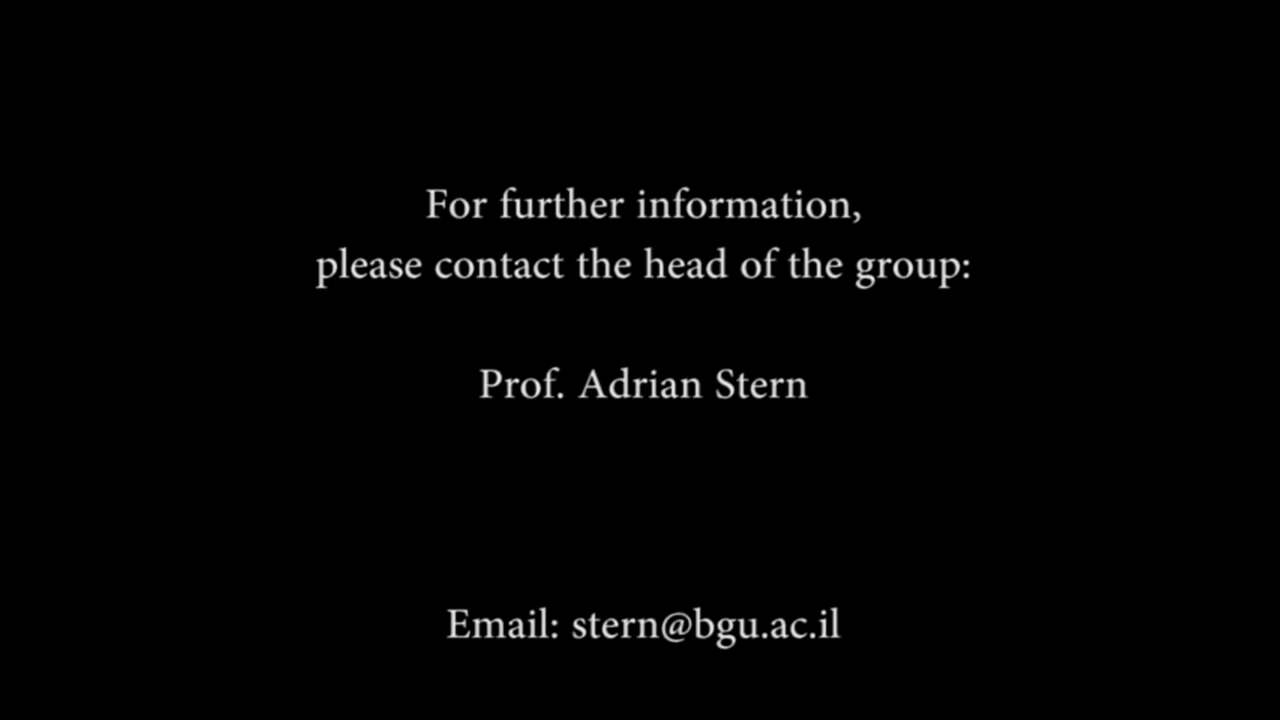 For further information,
please contact the head of the group:
Prof. Adrian Stern
Email: stern@bgu.ac.il